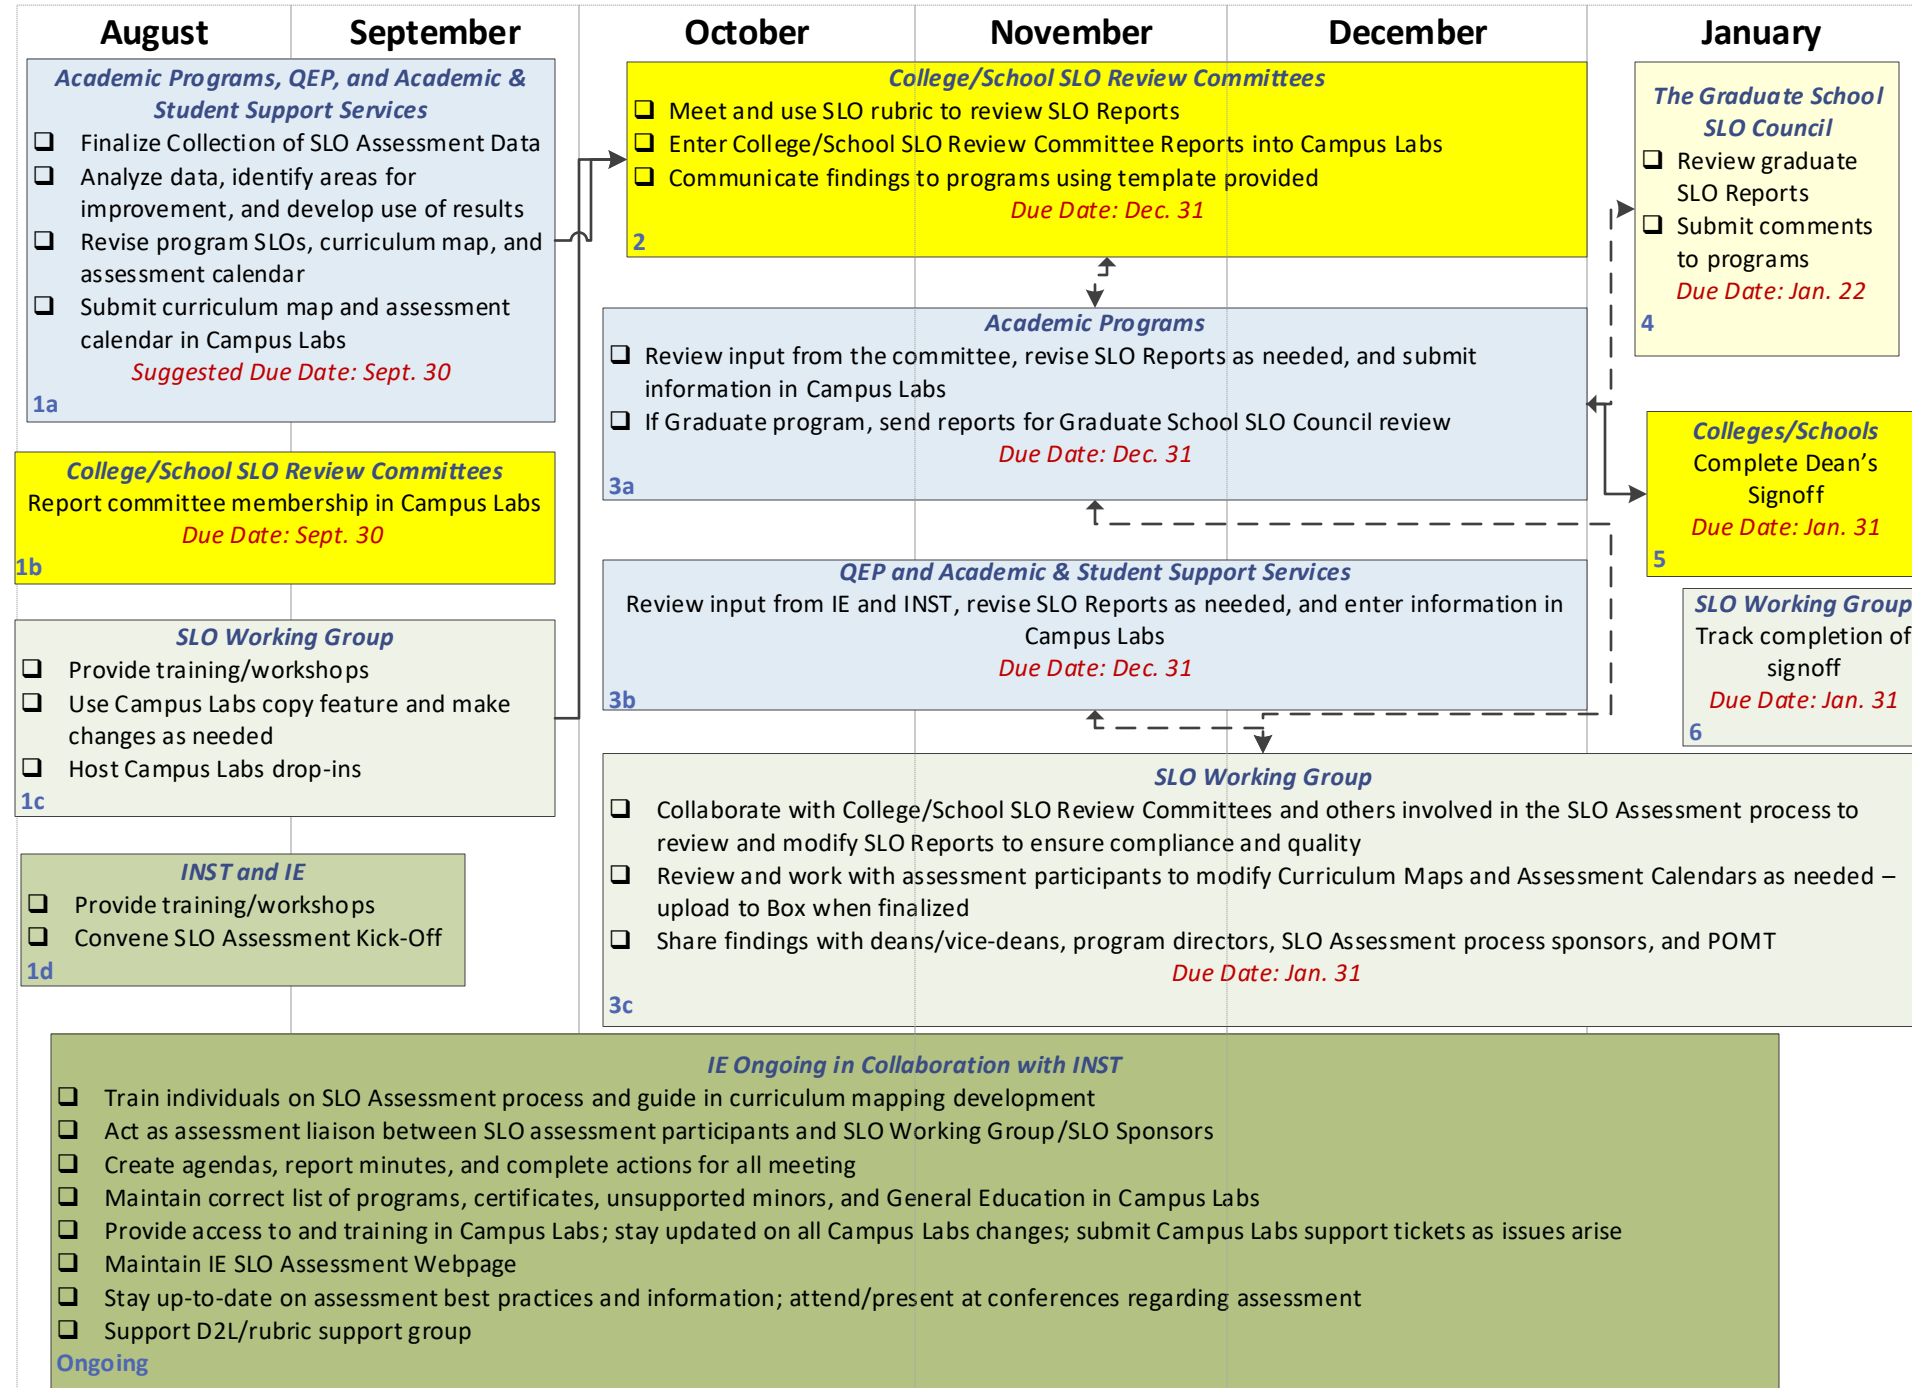 August
September
October
November
December
January
Academic Programs, QEP, and Academic &
Student Support Services
❑ Finalize Collection of SLO Assessment Data
❑ Analyze data, identify areas for
improvement, and develop use of results
❑ Revise program SLOs, curriculum map, and
assessment calendar
❑ Submit curriculum map and assessment
calendar in Campus Labs
Suggested Due Date: Sept. 30
1a
College/School SLO Review Committees
Report committee membership in Campus Labs
Due Date: Sept. 30
1b
SLO Working Group
❑ Provide training/workshops
❑ Use Campus Labs copy feature and make
changes as needed
❑ Host Campus Labs drop-ins
1c
INST and IE
❑ Provide training/workshops
❑ Convene SLO Assessment Kick-Off
1d
College/School SLO Review Committees
❑ Meet and use SLO rubric to review SLO Reports
❑ Enter College/School SLO Review Committee Reports into Campus Labs
❑ Communicate findings to programs using template provided
Due Date: Dec. 31
2
Academic Programs
❑ Review input from the committee, revise SLO Reports as needed, and submit
information in Campus Labs
❑ If Graduate program, send reports for Graduate School SLO Council review
Due Date: Dec. 31
3a
QEP and Academic & Student Support Services
Review input from IE and INST, revise SLO Reports as needed, and enter information in
Campus Labs
Due Date: Dec. 31
3b
SLO Working Group
❑ Collaborate with College/School SLO Review Committees and others involved in the SLO Assessment process to
review and modify SLO Reports to ensure compliance and quality
❑ Review and work with assessment participants to modify Curriculum Maps and Assessment Calendars as needed –
upload to Box when finalized
❑ Share findings with deans/vice-deans, program directors, SLO Assessment process sponsors, and POMT
Due Date: Jan. 31
3c
The Graduate School
SLO Council
❑ Review graduate
SLO Reports
❑ Submit comments
to programs
Due Date: Jan. 22
4
Colleges/Schools
Complete Dean’s
Signoff
Due Date: Jan. 31
5
SLO Working Group
Track completion of
signoff
Due Date: Jan. 31
6
IE Ongoing in Collaboration with INST
❑ Train individuals on SLO Assessment process and guide in curriculum mapping development
❑ Act as assessment liaison between SLO assessment participants and SLO Working Group/SLO Sponsors
❑ Create agendas, report minutes, and complete actions for all meeting
❑ Maintain correct list of programs, certificates, unsupported minors, and General Education in Campus Labs
❑ Provide access to and training in Campus Labs; stay updated on all Campus Labs changes; submit Campus Labs support tickets as issues arise
❑ Maintain IE SLO Assessment Webpage
❑ Stay up-to-date on assessment best practices and information; attend/present at conferences regarding assessment
❑ Support D2L/rubric support group
Ongoing